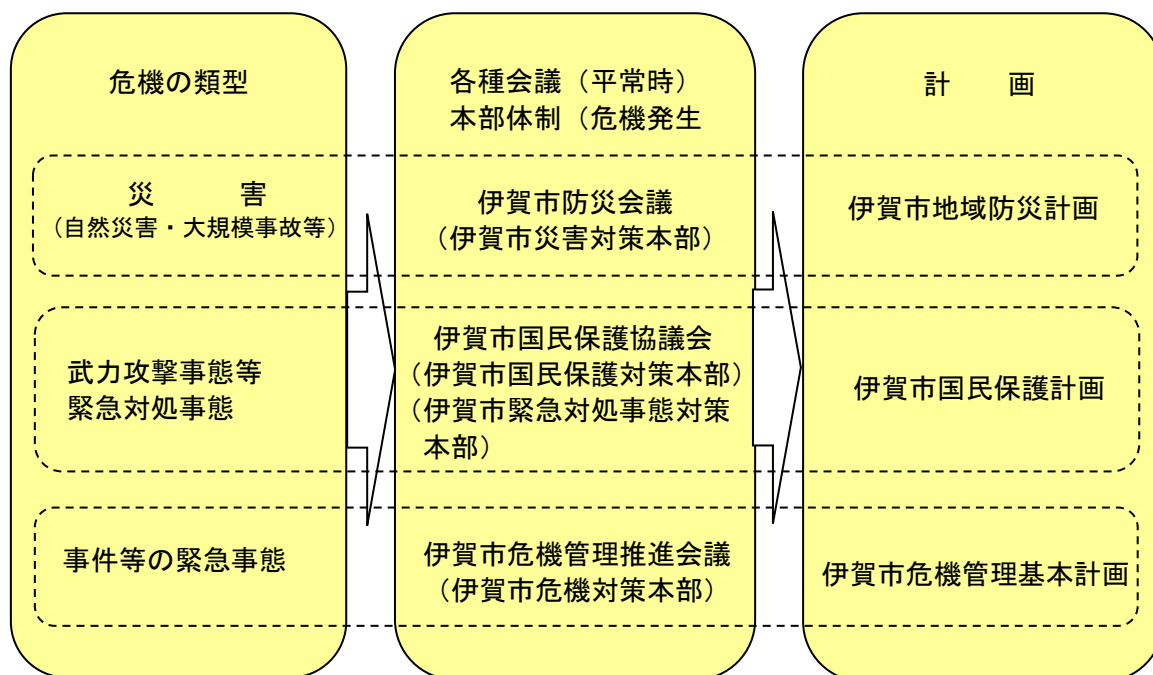 危機の類型
各種会議（平常時）
本部体制（危機発生
計　　画
災　　　害
（自然災害・大規模事故等）
伊賀市防災会議
（伊賀市災害対策本部）
伊賀市地域防災計画
武力攻撃事態等
緊急対処事態
伊賀市国民保護協議会
（伊賀市国民保護対策本部）
（伊賀市緊急対処事態対策
本部）
伊賀市国民保護計画
事件等の緊急事態
伊賀市危機管理推進会議
（伊賀市危機対策本部）
伊賀市危機管理基本計画